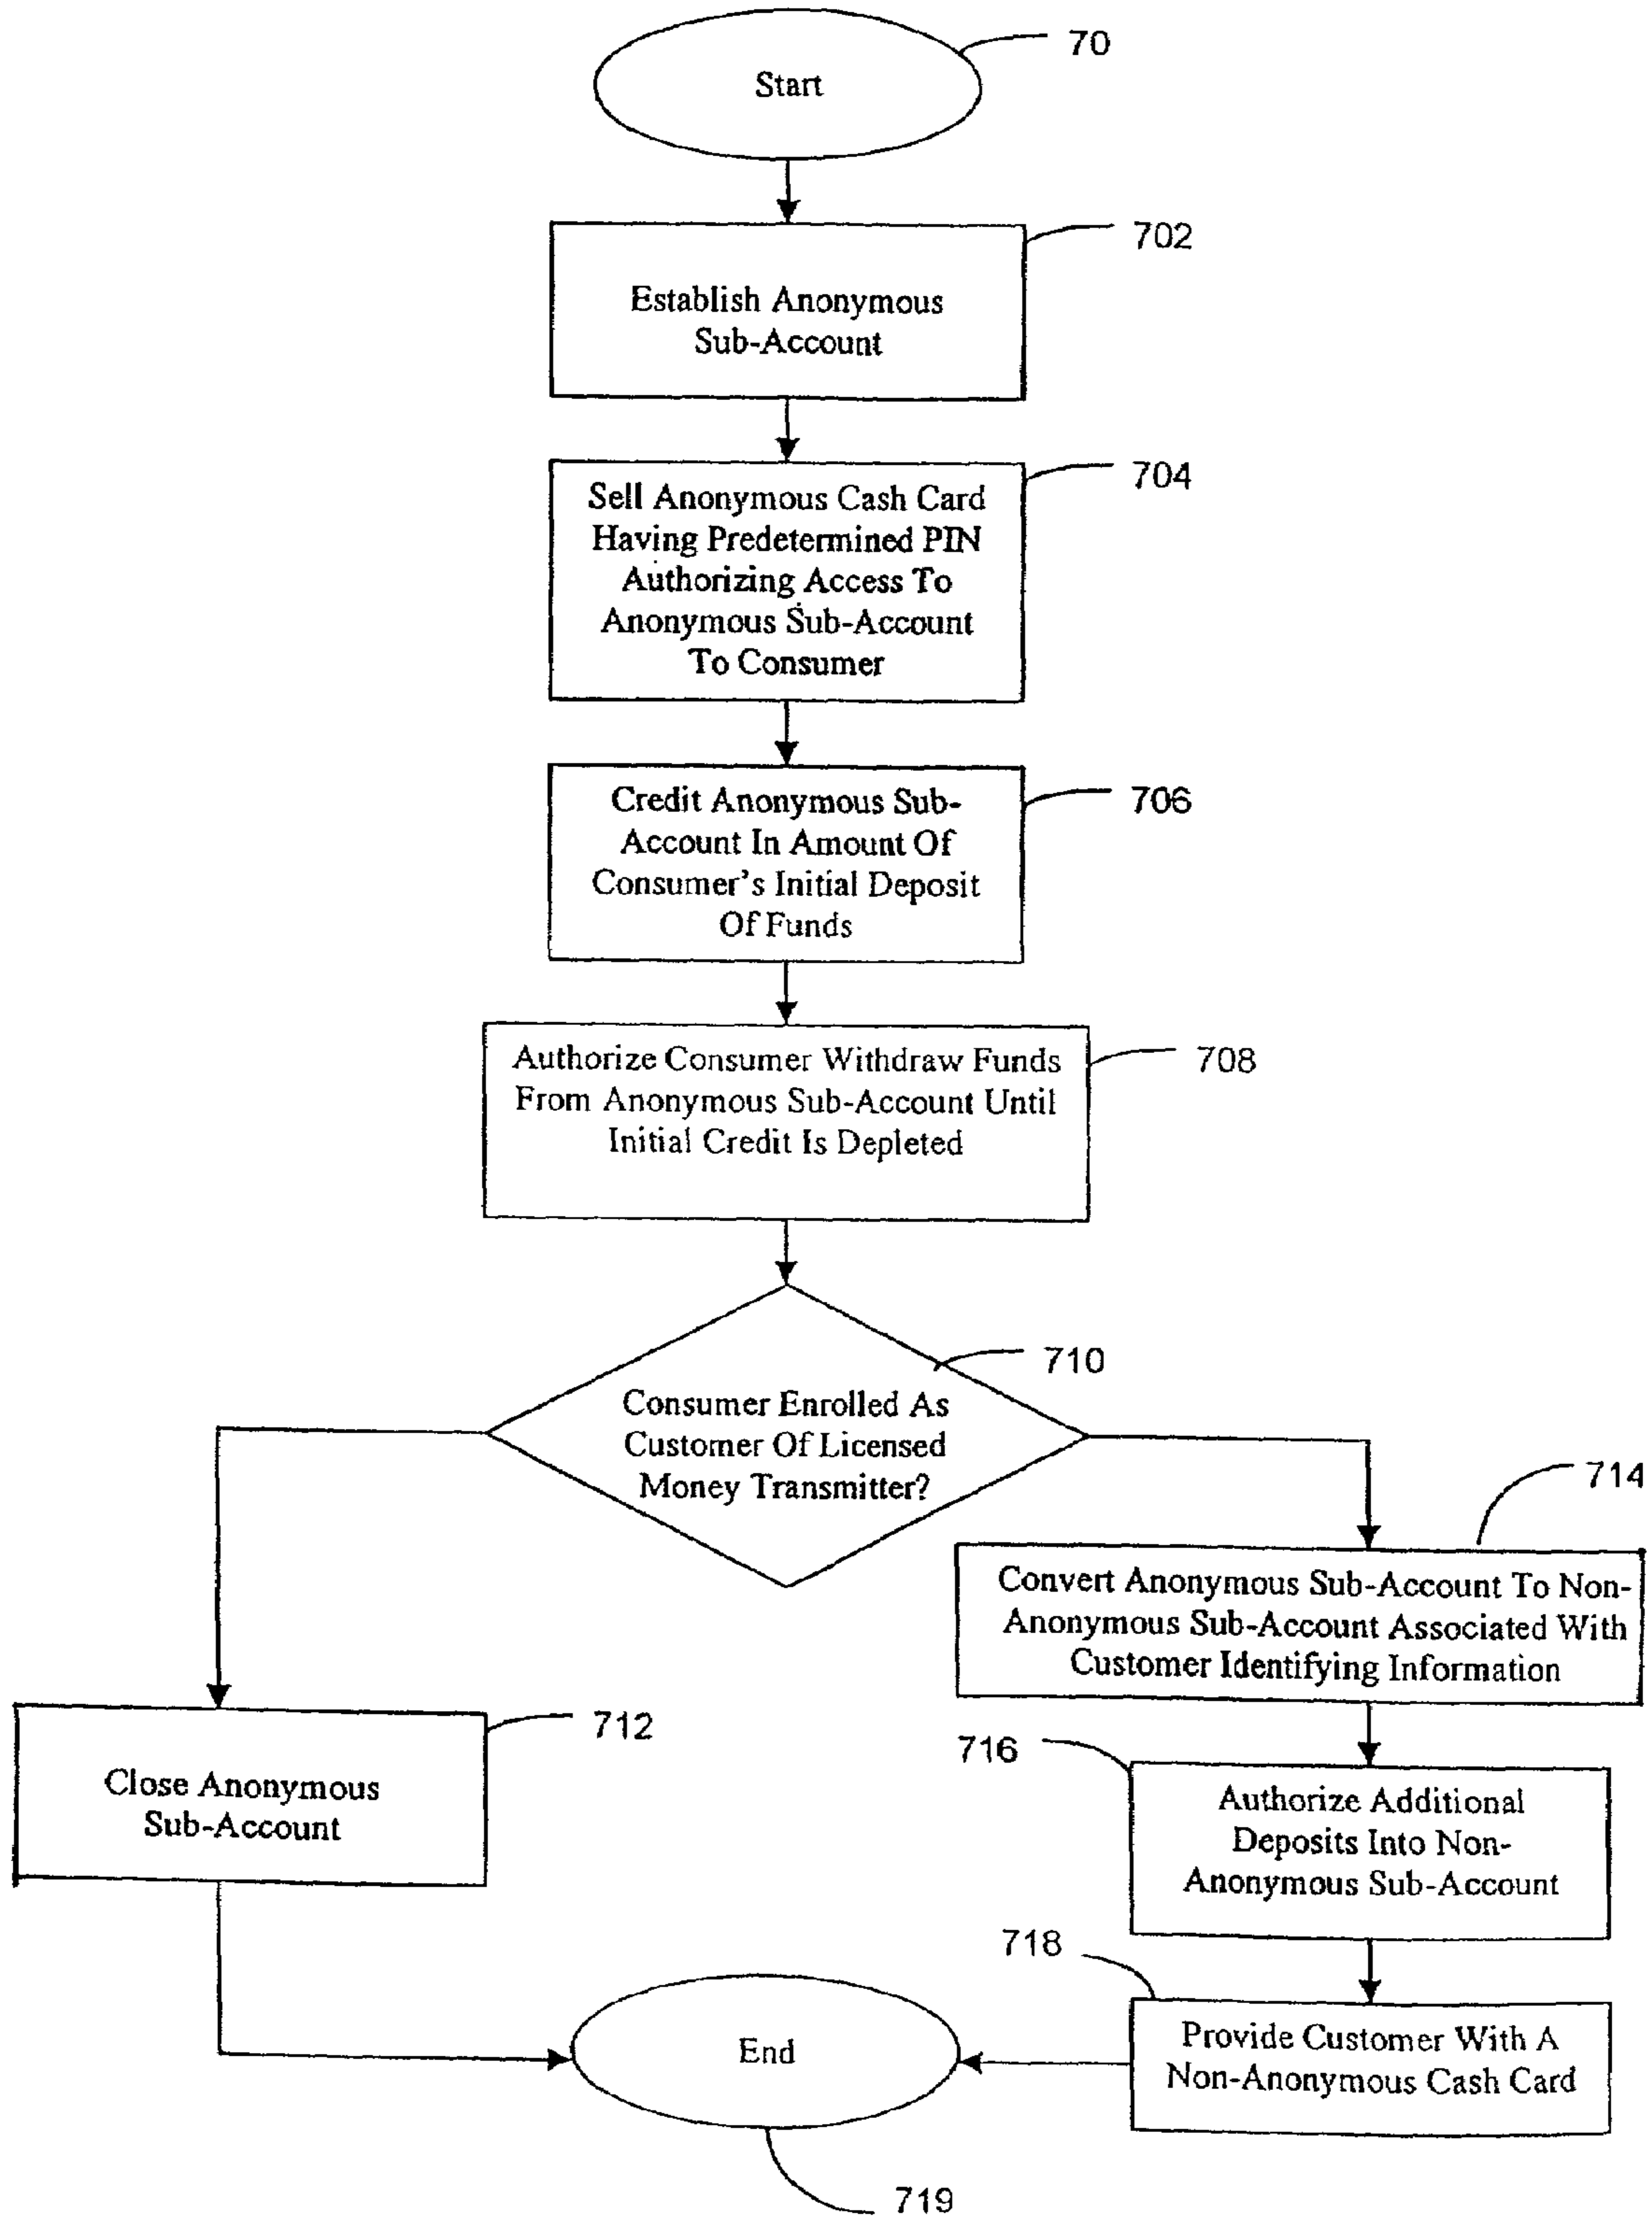 70
Start
702
Establish Anonymous
Sub-Account
704
Sell Anonymous Cash Card
Having Predetermined PIN
Authorizing Access To
Anonymous Sub-Account
To Consumer
706
Credit Anonymous Sub-
Account In Amount Of
Consumer's Initial Deposit
Of Funds
708
Authorize Consumer Withdraw Funds
From Anonymous Sub-Account Until
Initial Credit Is Depleted
710
Consumer Enrolled As
Customer Of Licensed
Money Transmitter?
714
Convert Anonymous Sub-Account To Non-
Anonymous Sub-Account Associated With
Customer Identifying Information
712
Close Anonymous
Sub-Account
716
Authorize Additional
Deposits Into Non-
Anonymous Sub-Account
718
Provide Customer With A
Non-Anonymous Cash Card
End
719